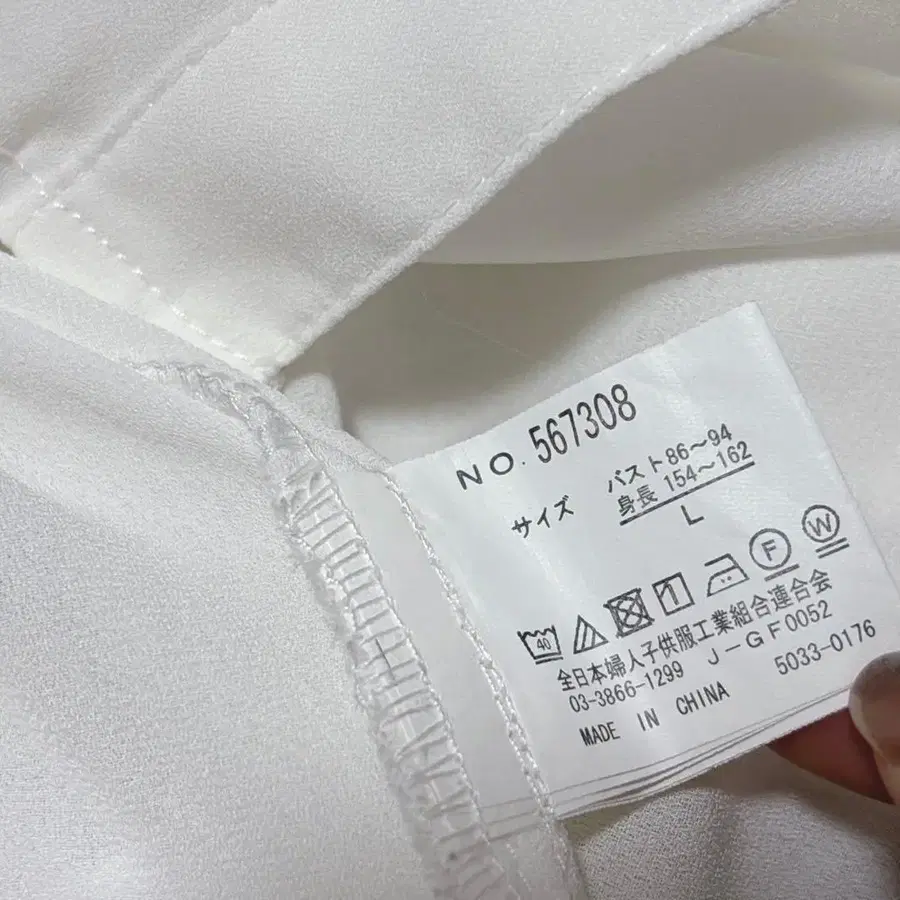 NO. 567308
サイズ
バスト86〜94
身長 154〜162
L
40 F W
全日本婦人子供服工業組合連合会
03-3866-1299 J-GF0052
MADE IN CHINA 5033-0176